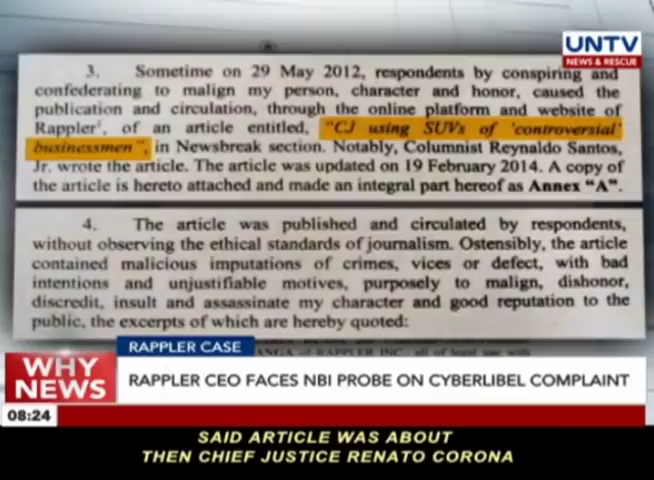 UNTV
NEWS & RESCUE
3. Sometime on 29 May 2012, respondents by conspiring and
confederating to malign my person, character and honor, caused the
publication and circulation, through the online platform and website of
Rappler¹, of an article entitled, "CJ using SUVs of 'controversial'
businessmen", in Newsbreak section. Notably, Columnist Reynaldo Santos,
Jr. wrote the article. The article was updated on 19 February 2014. A copy of
the article is hereto attached and made an integral part hereof as Annex "A".
4. The article was published and circulated by respondents,
without observing the ethical standards of journalism. Ostensibly, the article
contained malicious imputations of crimes, vices or defect, with bad
intentions and unjustifiable motives, purposely to malign, dishonor,
discredit, insult and assassinate my character and good reputation to the
public, the excerpts of which are hereby quoted:
RAPPLER CASE
WHY
NEWS
RAPPLER CEO FACES NBI PROBE ON CYBERLIBEL COMPLAINT
08:24
SAID ARTICLE WAS ABOUT
THEN CHIEF JUSTICE RENATO CORONA